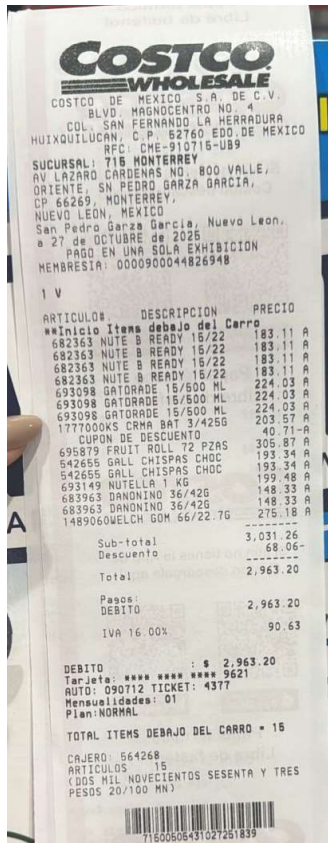 COSTCO
WHOLESALE
COSTCO DE MEXICO S.A. DE C.V.
BLVD. MAGNOCENTRO NO. 4
COL. SAN FERNANDO LA HERRADURA
HUIXQUILUCAN, C.P. 52760 EDO.DE MEXICO
RFC: CME-910715-UB9
SUCURSAL: 715 MONTERREY
AV LAZARO CARDENAS NO. 800 VALLE,
ORIENTE, SN PEDRO GARZA GARCIA,
CP 66269, MONTERREY,
NUEVO LEON, MEXICO
San Pedro Garza Garcia, Nuevo Leon,
a 27 de OCTUBRE de 2025
PAGO EN UNA SOLA EXHIBICION
MEMBRESIA: 0000900044826948
1 V
ARTICULO#. DESCRIPCION PRECIO
**Inicio Items debajo del Carro
682363 NUTE B READY 15/22 183.11 A
682363 NUTE B READY 15/22 183.11 A
682363 NUTE B READY 15/22 183.11 A
682363 NUTE B READY 15/22 183.11 A
693098 GATORADE 15/600 ML 224.03 A
693098 GATORADE 15/500 ML 224.03 A
693098 GATORADE 15/500 ML 224.03 A
1777000KS CRMA BAT 3/425G 203.57 A
CUPON DE DESCUENTO 40.71-A
695879 FRUIT ROLL 72 PZAS 305.87 A
542655 GALL CHISPAS CHOC 193.34 A
542655 GALL CHISPAS CHOC 193.34 A
693149 NUTELLA 1 KG 199.48 A
683963 DANONINO 36/42G 148.33 A
683963 DANONINO 36/42G 148.33 A
1489060WELCH GOM 66/22.7G 275.18 A
--------
Sub-total 3,031.26
Descuento 68.06-
--------
Total 2,963.20
Pagos:
DEBITO 2,963.20
IVA 16.00% 90.63
--------
DEBITO : $ 2,963.20
Tarjeta: **** **** **** 9621
AUTO: 090712 TICKET: 4377
Mensualidades: 01
Plan:NORMAL
TOTAL ITEMS DEBAJO DEL CARRO = 15
CAJERO: 564268
ARTICULOS 15
(DOS MIL NOVECIENTOS SESENTA Y TRES
PESOS 20/100 MN)
71500505431027251839